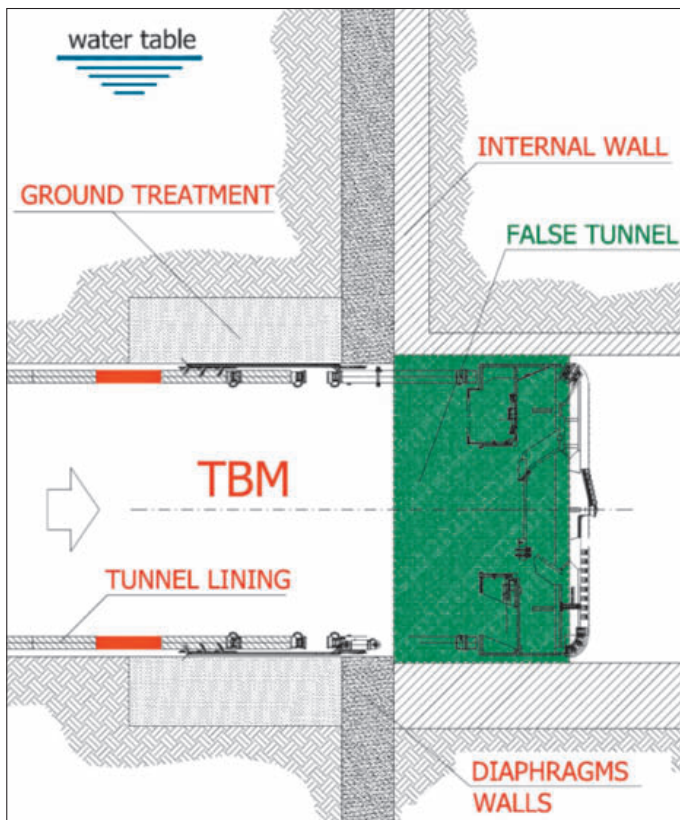 water table
INTERNAL WALL
GROUND TREATMENT
FALSE TUNNEL
TBM
TUNNEL LINING
DIAPHRAGMS
WALLS